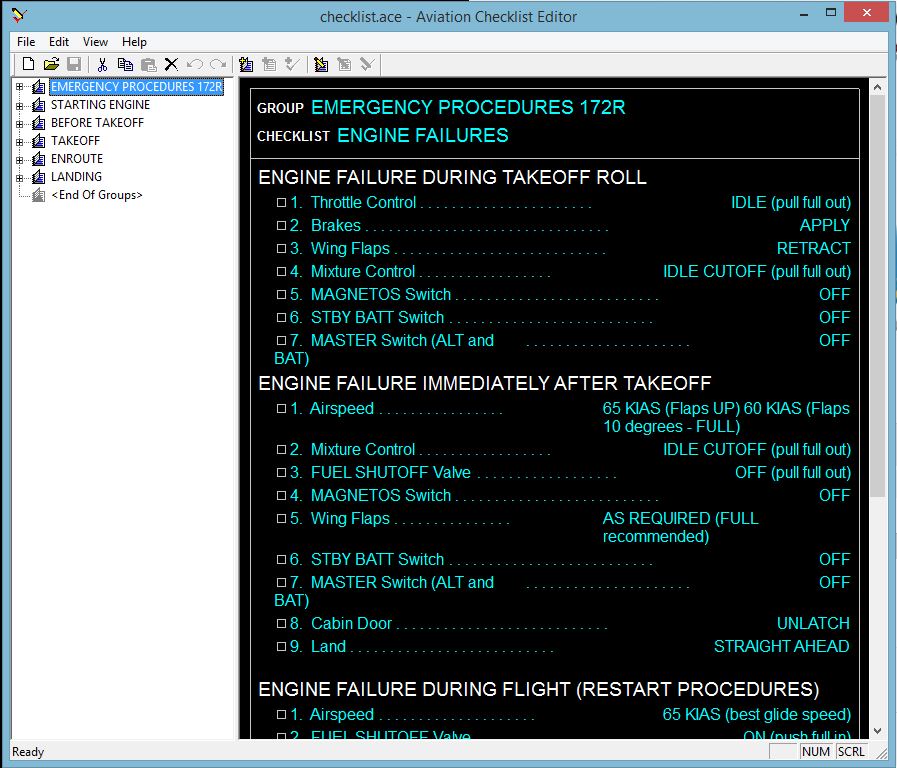 checklist.ace - Aviation Checklist Editor
File Edit View Help
EMERGENCY PROCEDURES 172R
STARTING ENGINE
BEFORE TAKEOFF
TAKEOFF
ENROUTE
LANDING
<End Of Groups>
GROUP EMERGENCY PROCEDURES 172R
CHECKLIST ENGINE FAILURES
ENGINE FAILURE DURING TAKEOFF ROLL
1. Throttle Control . . . . . . . . . . . . . . . . . . . . . . IDLE (pull full out)
2. Brakes . . . . . . . . . . . . . . . . . . . . . . . . . . . . . . . APPLY
3. Wing Flaps . . . . . . . . . . . . . . . . . . . . . . . . . . . RETRACT
4. Mixture Control . . . . . . . . . . . . . . . . . IDLE CUTOFF (pull full out)
5. MAGNETOS Switch . . . . . . . . . . . . . . . . . . . . . . . . . . OFF
6. STBY BATT Switch . . . . . . . . . . . . . . . . . . . . . . . . . . OFF
7. MASTER Switch (ALT and . . . . . . . . . . . . . . . . . . . . . OFF
BAT)
ENGINE FAILURE IMMEDIATELY AFTER TAKEOFF
1. Airspeed . . . . . . . . . . . . . . . . 65 KIAS (Flaps UP) 60 KIAS (Flaps
10 degrees - FULL)
2. Mixture Control . . . . . . . . . . . . . . . . . IDLE CUTOFF (pull full out)
3. FUEL SHUTOFF Valve . . . . . . . . . . . . . . . . . . OFF (pull full out)
4. MAGNETOS Switch . . . . . . . . . . . . . . . . . . . . . . . . . . OFF
5. Wing Flaps . . . . . . . . . . . . . . . AS REQUIRED (FULL
recommended)
6. STBY BATT Switch . . . . . . . . . . . . . . . . . . . . . . . . . . OFF
7. MASTER Switch (ALT and . . . . . . . . . . . . . . . . . . . . . OFF
BAT)
8. Cabin Door . . . . . . . . . . . . . . . . . . . . . . . . . . . UNLATCH
9. Land . . . . . . . . . . . . . . . . . . . . . . . . . . STRAIGHT AHEAD
ENGINE FAILURE DURING FLIGHT (RESTART PROCEDURES)
1. Airspeed . . . . . . . . . . . . . . . . . . . . 65 KIAS (best glide speed)
2. FUEL SHUTOFF Valve . . . . . . . . . . . . . . . . . . ON (push full in)
Ready NUM SCRL